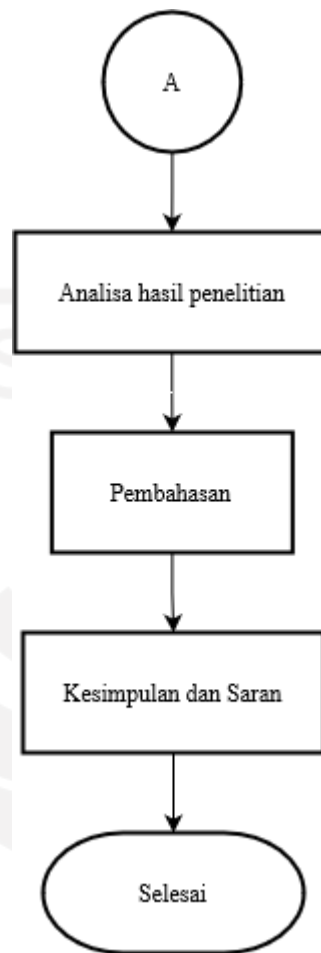 A
Analisa hasil penelitian
Pembahasan
Kesimpulan dan Saran
Selesai